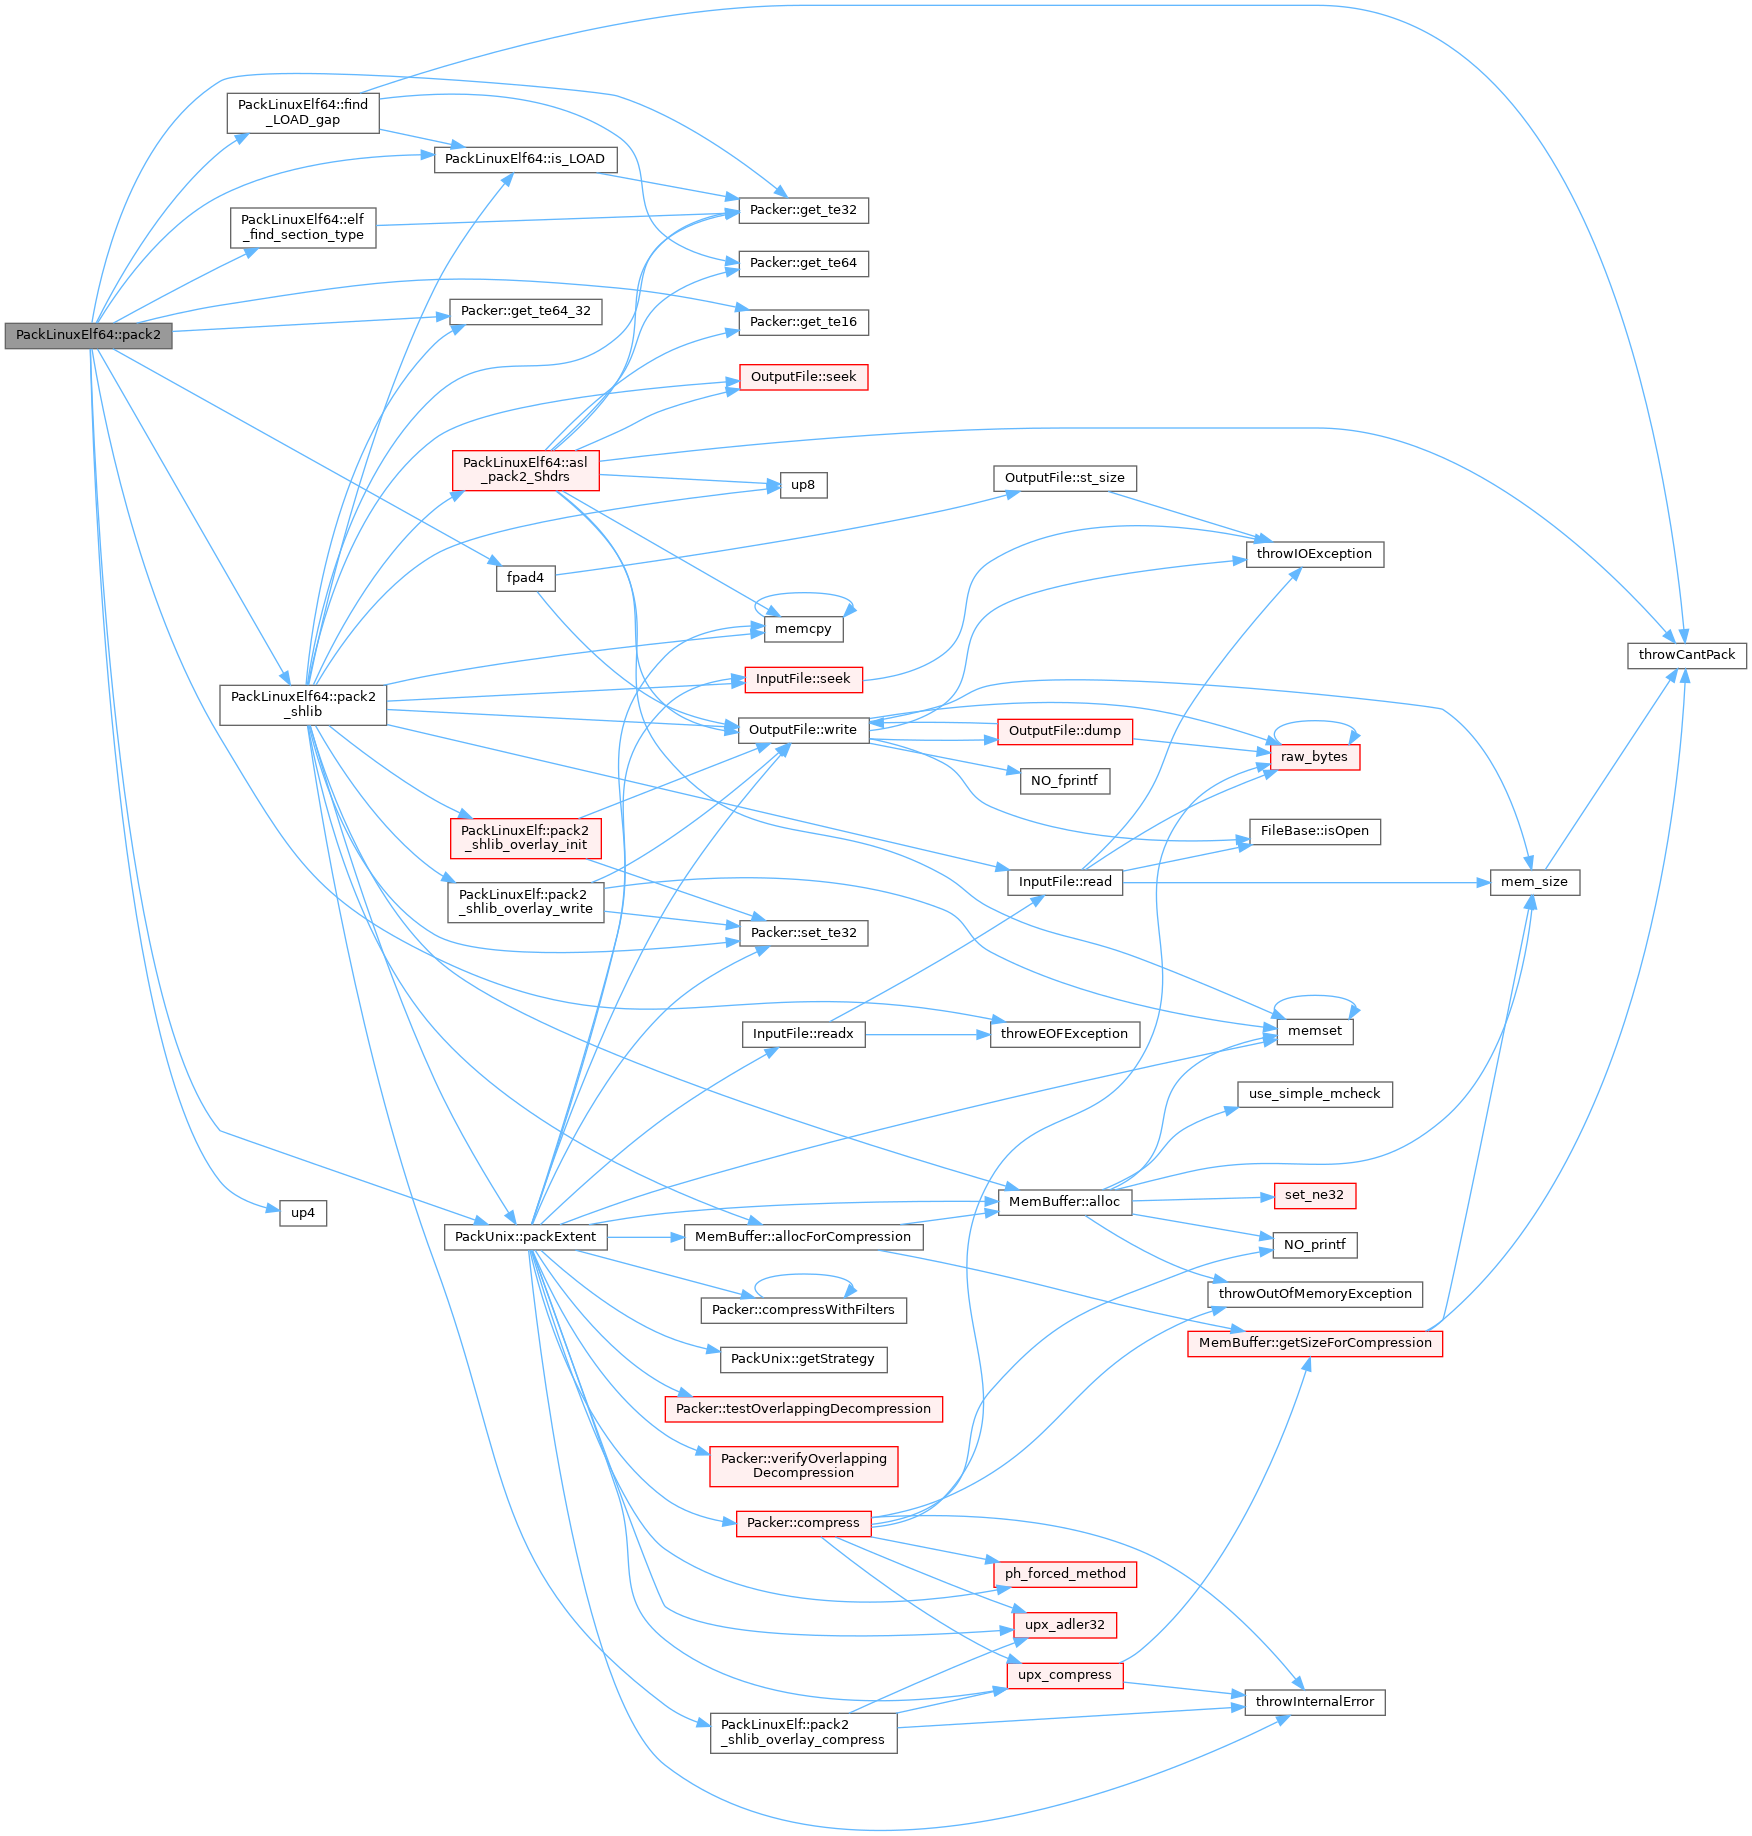 PackLinuxElf64::find
_LOAD_gap
PackLinuxElf64::is_LOAD
Packer::get_te32
PackLinuxElf64::elf
_find_section_type
Packer::get_te64
Packer::get_te64_32
Packer::get_te16
PackLinuxElf64::pack2
OutputFile::seek
PackLinuxElf64::asl
_pack2_Shdrs
OutputFile::st_size
up8
throwIOException
fpad4
memcpy
throwCantPack
InputFile::seek
PackLinuxElf64::pack2
_shlib
OutputFile::write
OutputFile::dump
raw_bytes
NO_fprintf
PackLinuxElf::pack2
_shlib_overlay_init
FileBase::isOpen
InputFile::read
mem_size
PackLinuxElf::pack2
_shlib_overlay_write
Packer::set_te32
InputFile::readx
throwEOFException
memset
use_simple_mcheck
set_ne32
MemBuffer::alloc
up4
PackUnix::packExtent
MemBuffer::allocForCompression
NO_printf
throwOutOfMemoryException
Packer::compressWithFilters
MemBuffer::getSizeForCompression
PackUnix::getStrategy
Packer::testOverlappingDecompression
Packer::verifyOverlapping
Decompression
Packer::compress
ph_forced_method
upx_adler32
upx_compress
throwInternalError
PackLinuxElf::pack2
_shlib_overlay_compress